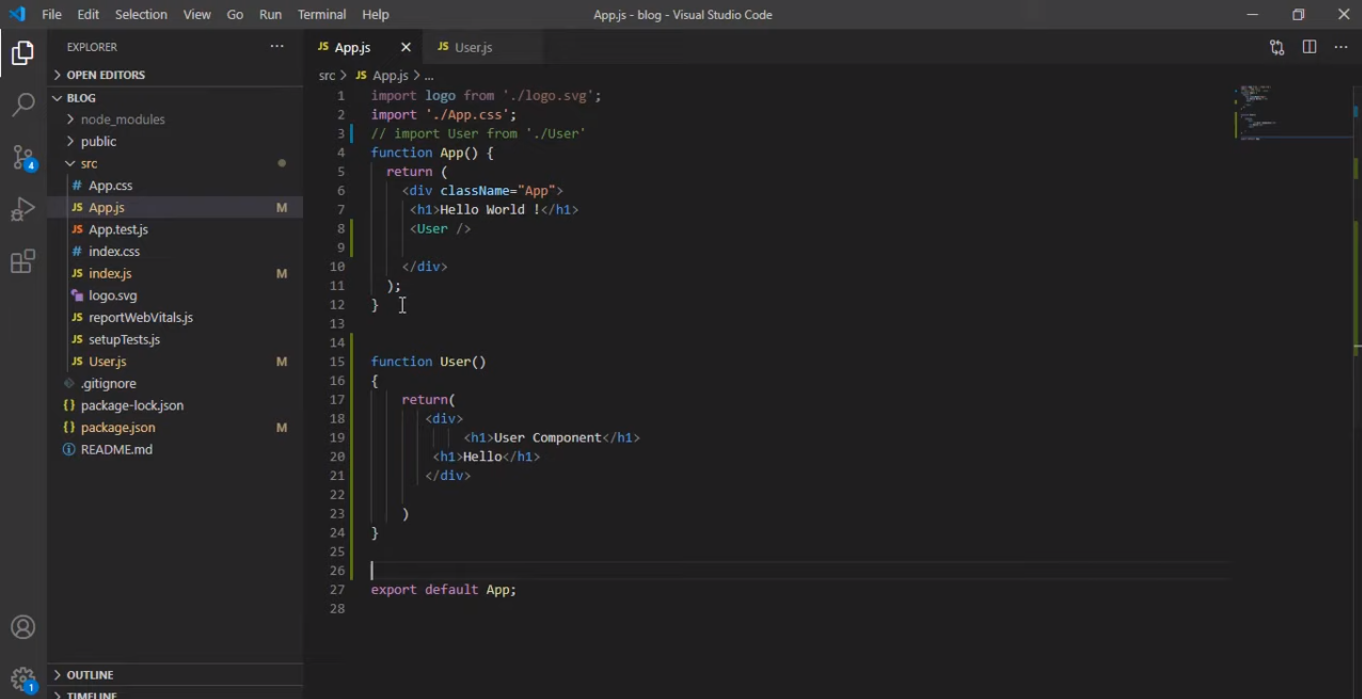 File Edit Selection View Go Run Terminal Help
App.js - blog - Visual Studio Code
EXPLORER
OPEN EDITORS
BLOG
node_modules
public
src
# App.css
JS App.js M
JS App.test.js
# index.css
JS index.js M
logo.svg
JS reportWebVitals.js
JS setupTests.js
JS User.js M
.gitignore
{} package-lock.json
{} package.json M
README.md
OUTLINE
TIMELINE
4
1
JS App.js
JS User.js
src > JS App.js > ...
1 import logo from './logo.svg';
2 import './App.css';
3 // import User from './User'
4 function App() {
5 return (
6 <div className="App">
7 <h1>Hello World !</h1>
8 <User />
9
10 </div>
11 );
12 }
13
14
15 function User()
16 {
17 return(
18 <div>
19 <h1>User Component</h1>
20 <h1>Hello</h1>
21 </div>
22
23 )
24 }
25
26
27 export default App;
28